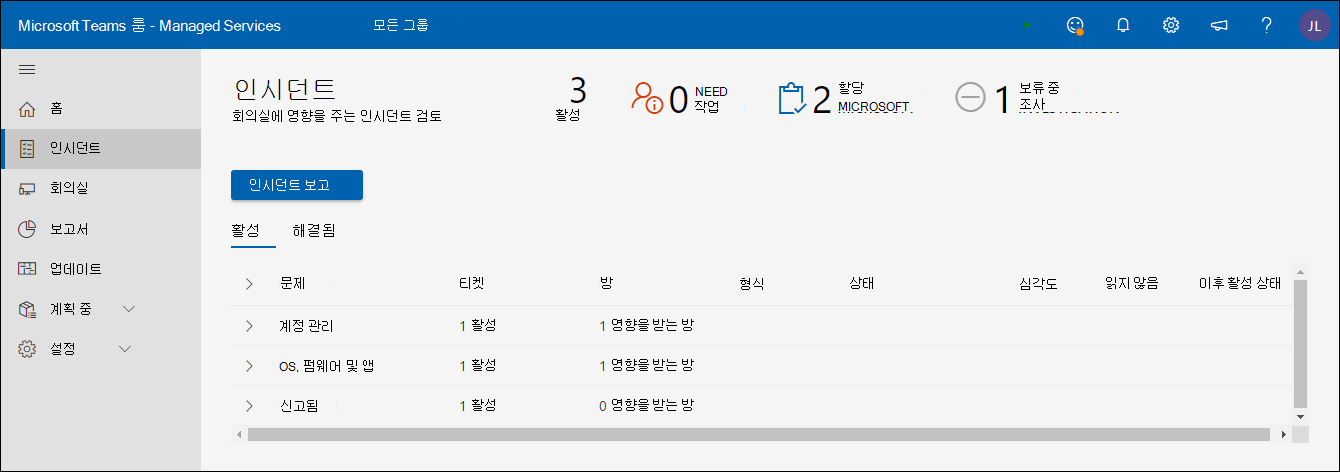 Microsoft Teams 룸 - Managed Services
모든 그룹
JL
홈
인시던트
회의실
보고서
업데이트
계획 중
설정
인시던트
회의실에 영향을 주는 인시던트 검토
3
활성
0 NEED
작업
2 할당
MICROSOFT
1 보류 중
조사
인시던트 보고
활성 해결됨
문제 티켓 방 형식 상태 심각도 읽지 않음 이후 활성 상태
계정 관리 1 활성 1 영향을 받는 방
OS, 펌웨어 및 앱 1 활성 1 영향을 받는 방
신고됨 1 활성 0 영향을 받는 방